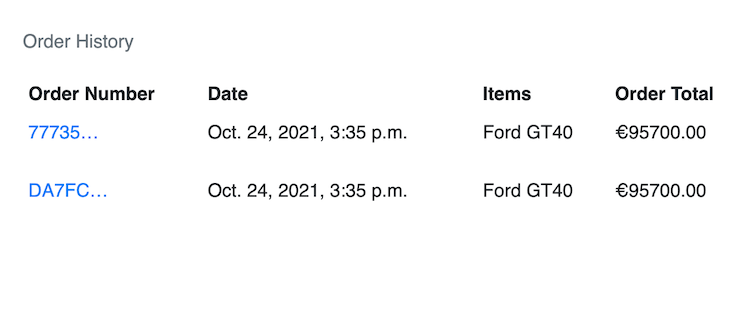 Order History
Order Number Date Items Order Total
77735… Oct. 24, 2021, 3:35 p.m. Ford GT40 €95700.00
DA7FC… Oct. 24, 2021, 3:35 p.m. Ford GT40 €95700.00